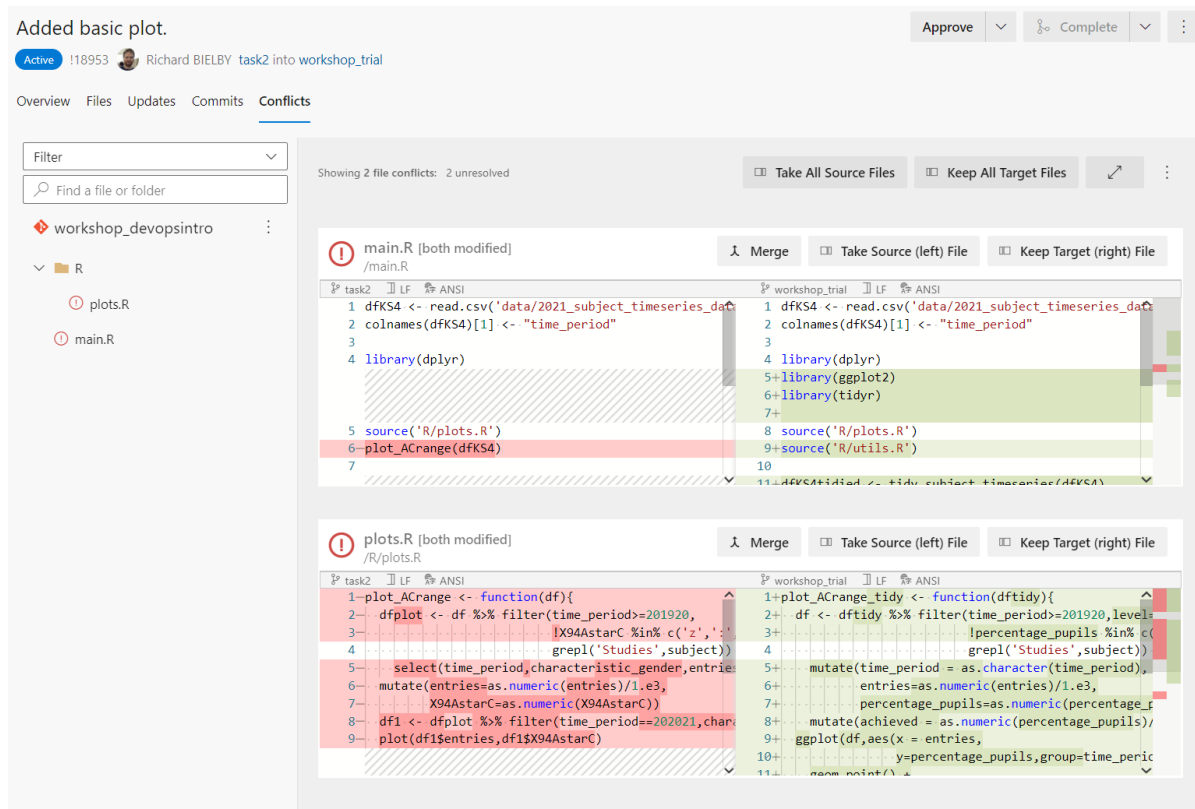 Added basic plot.
Approve
Complete
Active !18953 Richard BIELBY task2 into workshop_trial
Overview Files Updates Commits Conflicts
Filter
Find a file or folder
workshop_devopsintro
R
plots.R
main.R
Showing 2 file conflicts: 2 unresolved
Take All Source Files Keep All Target Files
main.R [both modified]
/main.R
Merge Take Source (left) File Keep Target (right) File
task2 LF ANSI
1 dfKS4 <- read.csv('data/2021_subject_timeseries_dat
2 colnames(dfKS4)[1] <- "time_period"
3
4 library(dplyr)
5 source('R/plots.R')
6-plot_ACrange(dfKS4)
7
workshop_trial LF ANSI
1 dfKS4 <- read.csv('data/2021_subject_timeseries_data
2 colnames(dfKS4)[1] <- "time_period"
3
4 library(dplyr)
5+library(ggplot2)
6+library(tidyr)
7+
8 source('R/plots.R')
9+source('R/utils.R')
10
11+dfKS4tidied <- tidy_subject_timeseries(dfKS4)
plots.R [both modified]
/R/plots.R
Merge Take Source (left) File Keep Target (right) File
task2 LF ANSI
1-plot_ACrange <- function(df){
2- dfplot <- df %>% filter(time_period>=201920,
3- !X94AstarC %in% c('z',':',
4 grepl('Studies',subject))
5- select(time_period,characteristic_gender,entries
6- mutate(entries=as.numeric(entries)/1.e3,
7- X94AstarC=as.numeric(X94AstarC))
8- df1 <- dfplot %>% filter(time_period==202021,chara
9- plot(df1$entries,df1$X94AstarC)
workshop_trial LF ANSI
1+plot_ACrange_tidy <- function(dftidy){
2+ df <- dftidy %>% filter(time_period>=201920,level=
3+ !percentage_pupils %in% c(
4 grepl('Studies',subject))
5+ mutate(time_period = as.character(time_period),
6+ entries=as.numeric(entries)/1.e3,
7+ percentage_pupils=as.numeric(percentage_p
8+ mutate(achieved = as.numeric(percentage_pupils)/
9+ ggplot(df,aes(x = entries,
10+ y=percentage_pupils,group=time_peric
11+ geom_point() +